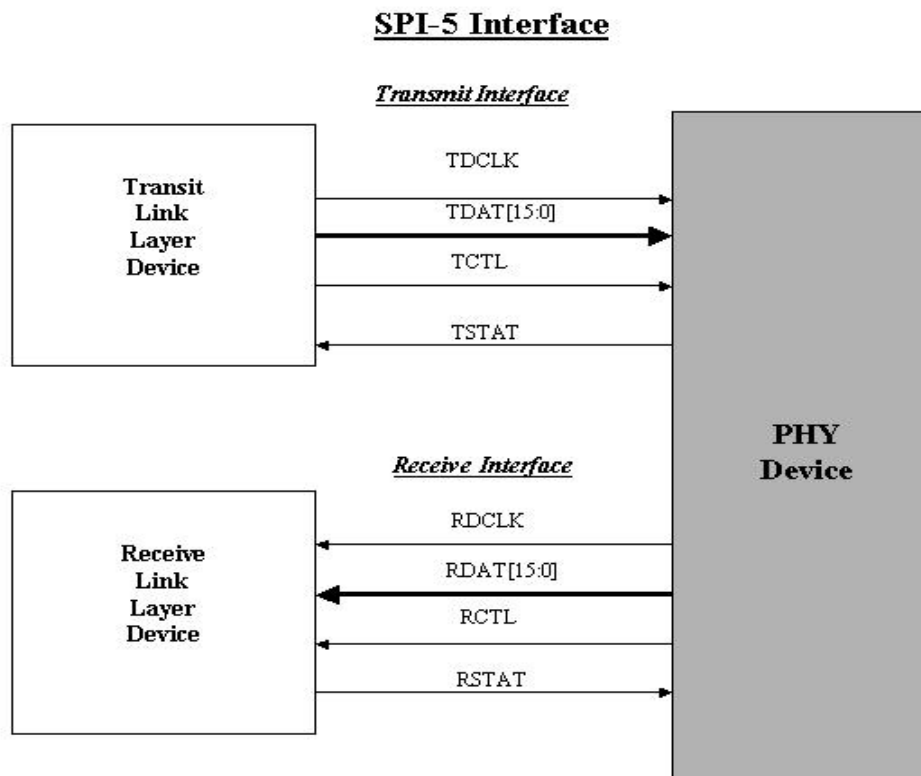 SPI-5 Interface
Transmit Interface
Transit
Link
Layer
Device
TDCLK
TDAT[15:0]
TCTL
TSTAT
PHY
Device
Receive Interface
Receive
Link
Layer
Device
RDCLK
RDAT[15:0]
RCTL
RSTAT